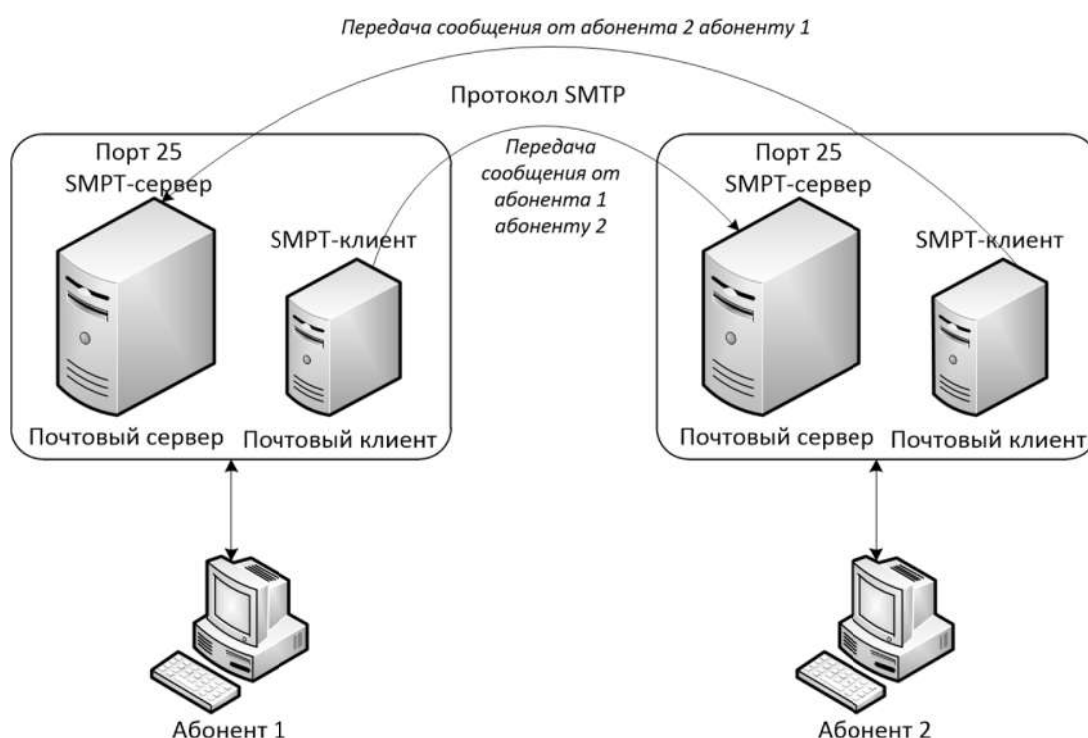 Передача сообщения от абонента 2 абоненту 1
Протокол SMTP
Порт 25
SMPT-сервер
Передача
сообщения от
абонента 1
абоненту 2
SMPT-клиент
Почтовый сервер
Почтовый клиент
Порт 25
SMPT-сервер
SMPT-клиент
Почтовый сервер
Почтовый клиент
Абонент 1
Абонент 2